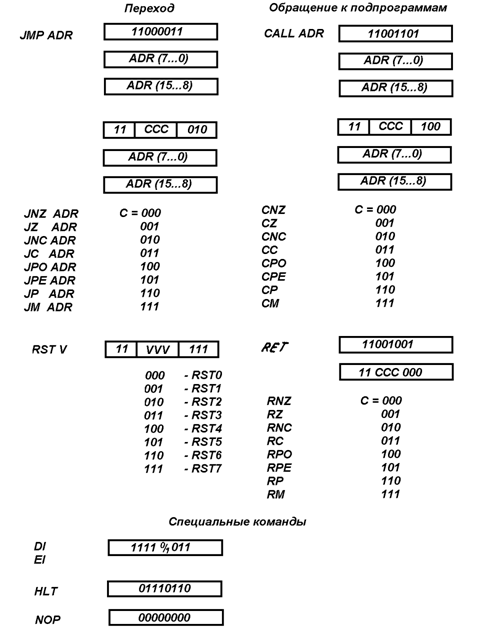 Переход
JMP ADR 11000011
ADR (7...0)
ADR (15...8)
11 CCC 010
ADR (7...0)
ADR (15...8)
JNZ ADR C = 000
JZ ADR 001
JNC ADR 010
JC ADR 011
JPO ADR 100
JPE ADR 101
JP ADR 110
JM ADR 111
Обращение к подпрограммам
CALL ADR 11001101
ADR (7...0)
ADR (15...8)
11 CCC 100
ADR (7...0)
ADR (15...8)
CNZ C = 000
CZ 001
CNC 010
CC 011
CPO 100
CPE 101
CP 110
CM 111
RST V 11 VVV 111
000 - RST0
001 - RST1
010 - RST2
011 - RST3
100 - RST4
101 - RST5
110 - RST6
111 - RST7
RET 11001001
11 CCC 000
RNZ C = 000
RZ 001
RNC 010
RC 011
RPO 100
RPE 101
RP 110
RM 111
Специальные команды
DI 1111 0/1 011
EI
HLT 01110110
NOP 00000000